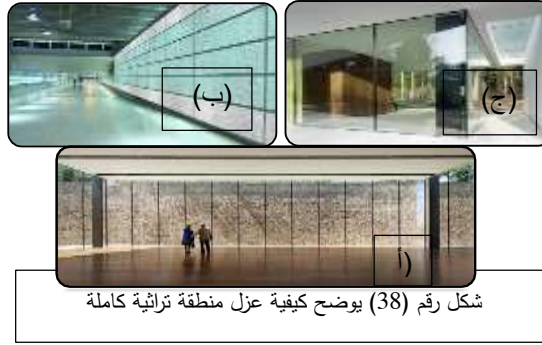 (ج)
(ب)
(أ
شكل رقم (38) يوضح كيفية عزل منطقة تراثية كاملة